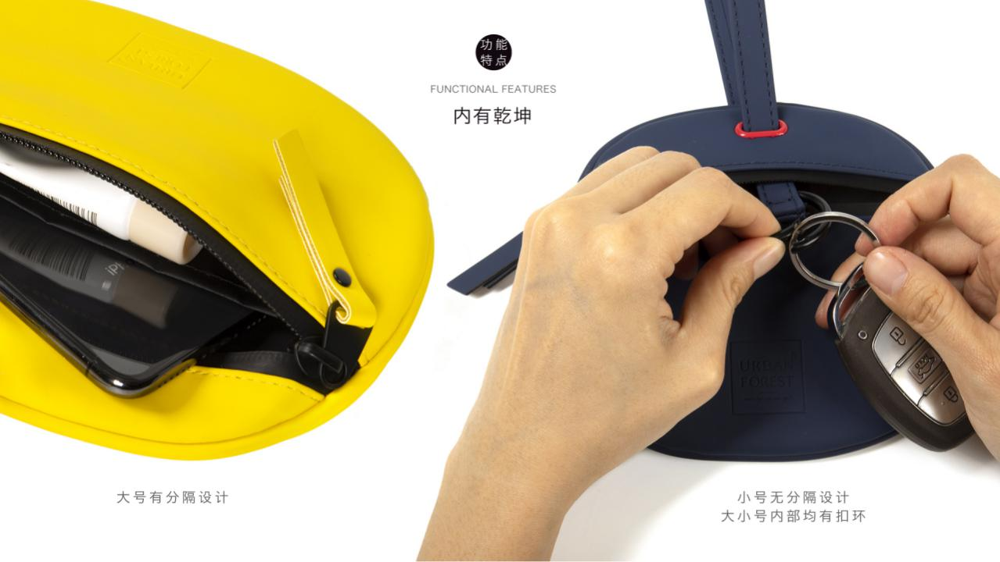 功能
特点
FUNCTIONAL FEATURES
内有乾坤
iPh
URBAN
FOREST
大号有分隔设计
小号无分隔设计
大小号内部均有扣环